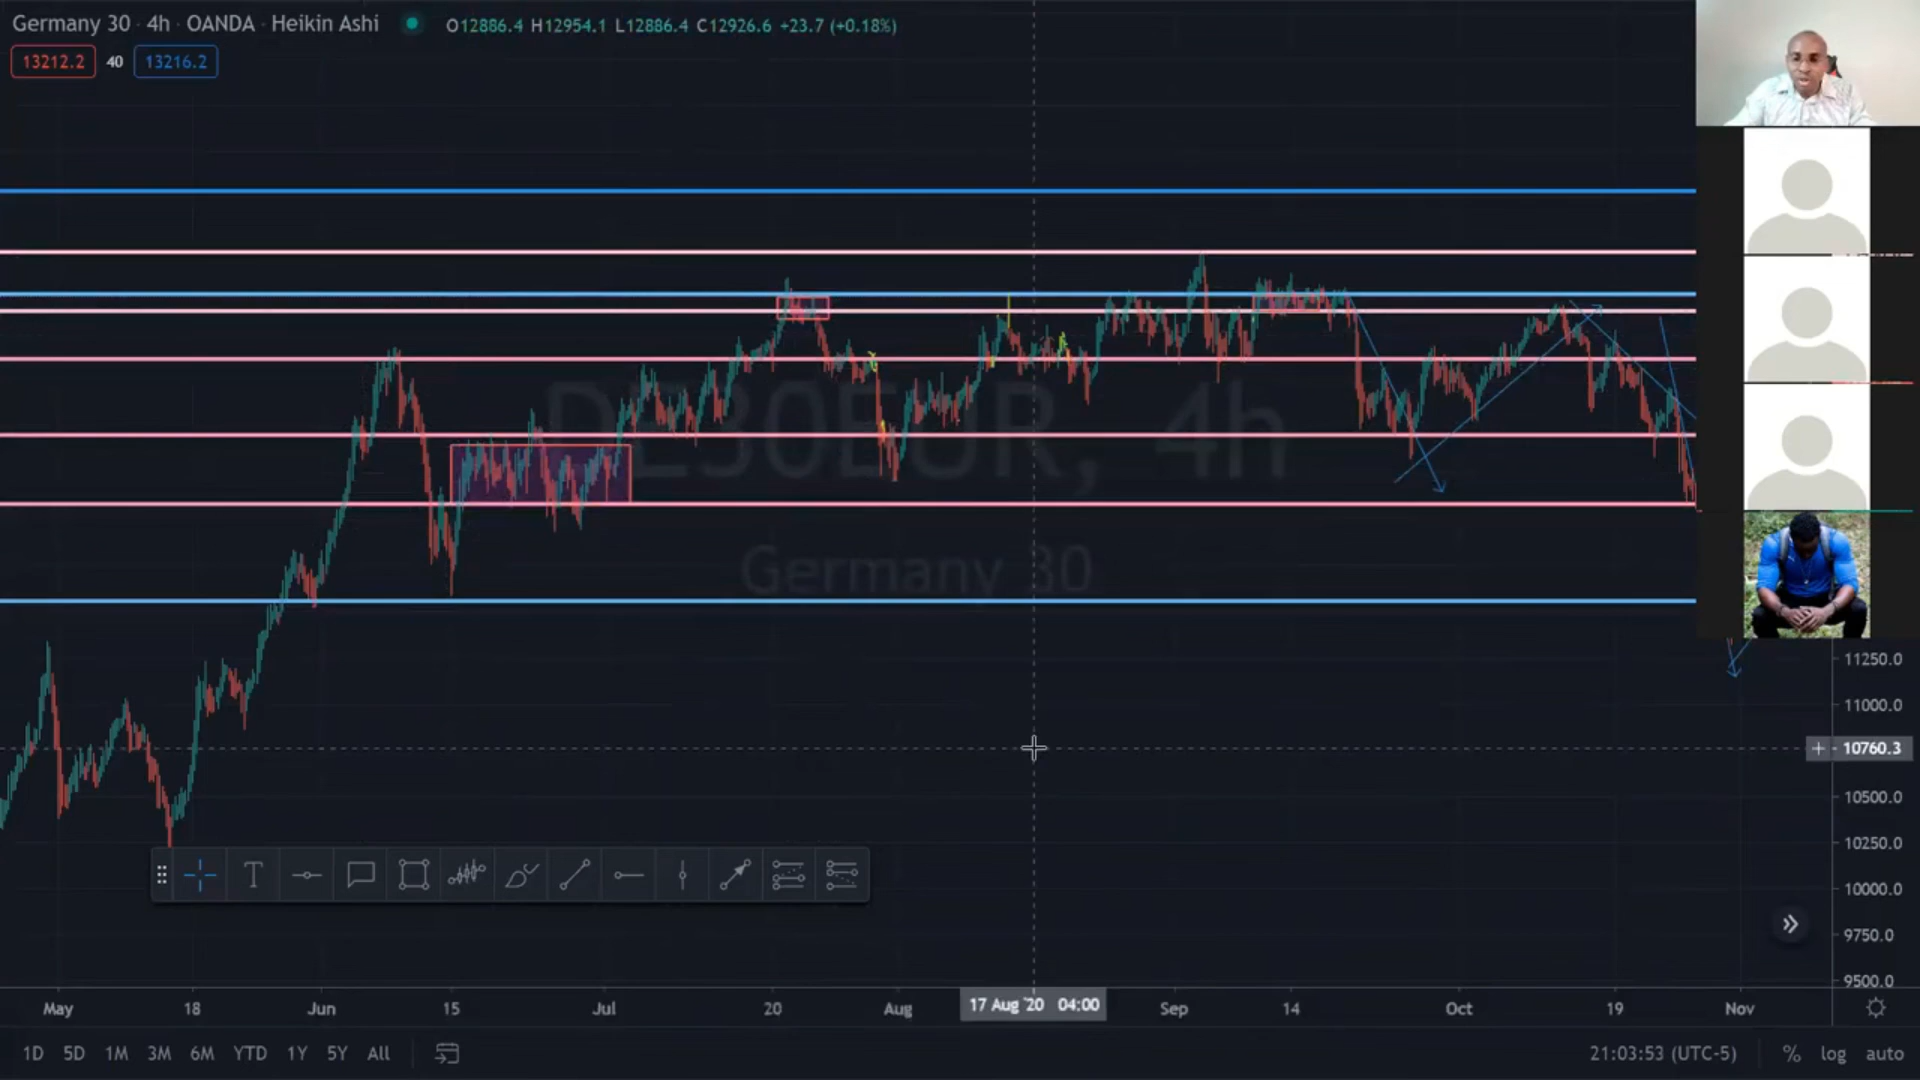 Germany 30 · 4h · OANDA · Heikin Ashi
O12886.4 H12954.1 L12886.4 C12926.6 +23.7 (+0.18%)
13212.2 40 13216.2
DE30EUR, 4h
Germany 30
11250.0
11000.0
10760.3
10500.0
10250.0
10000.0
9750.0
9500.0
May 18 Jun 15 Jul 20 Aug 17 Aug '20 04:00 Sep 14 Oct 19 Nov
1D 5D 1M 3M 6M YTD 1Y 5Y All
21:03:53 (UTC-5) % log auto